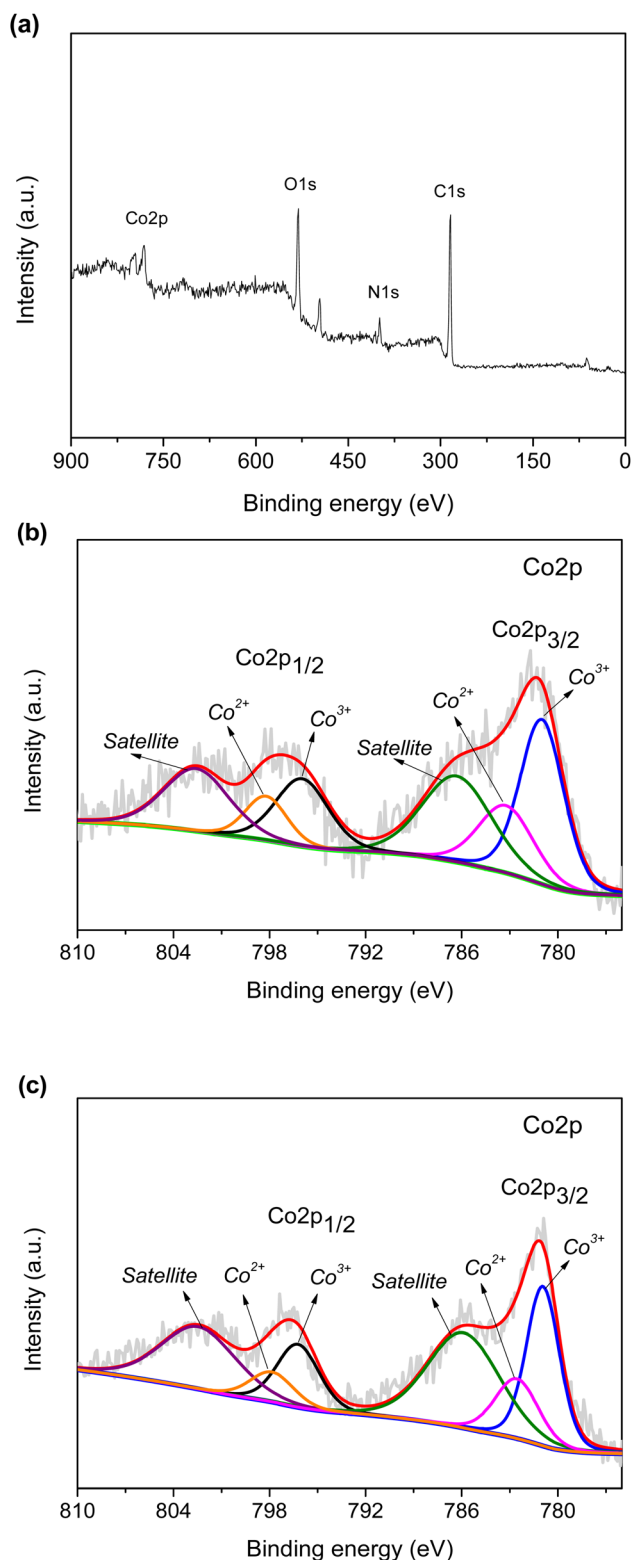 (a)
Intensity (a.u.)
Co2p
O1s
N1s
C1s
900 750 600 450 300 150 0
Binding energy (eV)
(b)
Intensity (a.u.)
Co2p
Co2p3/2
Co2p1/2
Co2+
Co3+
Satellite
Co2+
Co3+
Satellite
810 804 798 792 786 780
Binding energy (eV)
(c)
Intensity (a.u.)
Co2p
Co2p3/2
Co2p1/2
Satellite
Co2+
Co3+
Satellite
Co2+
Co3+
810 804 798 792 786 780
Binding energy (eV)